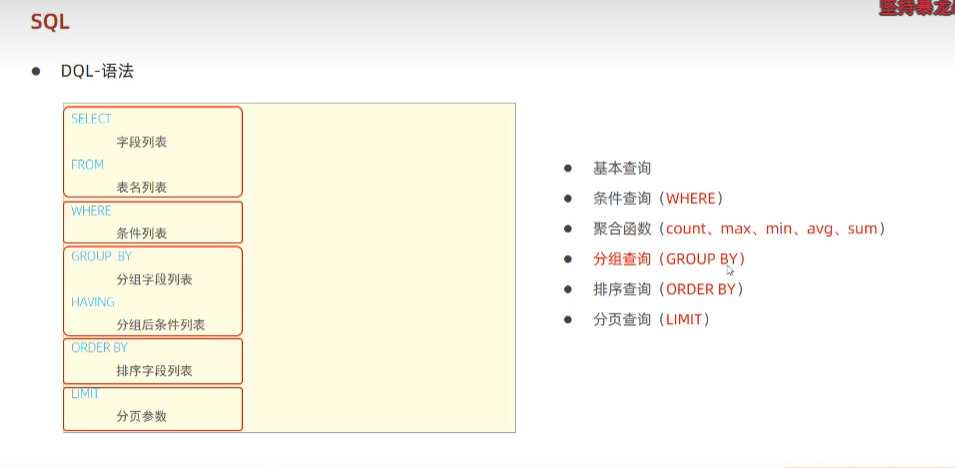 坚持暴龙
SQL
DQL-语法
SELECT
字段列表
FROM
表名列表
WHERE
条件列表
GROUP BY
分组字段列表
HAVING
分组后条件列表
ORDER BY
排序字段列表
LIMIT
分页参数
基本查询
条件查询（WHERE）
聚合函数（count、max、min、avg、sum）
分组查询（GROUP BY）
排序查询（ORDER BY）
分页查询（LIMIT）